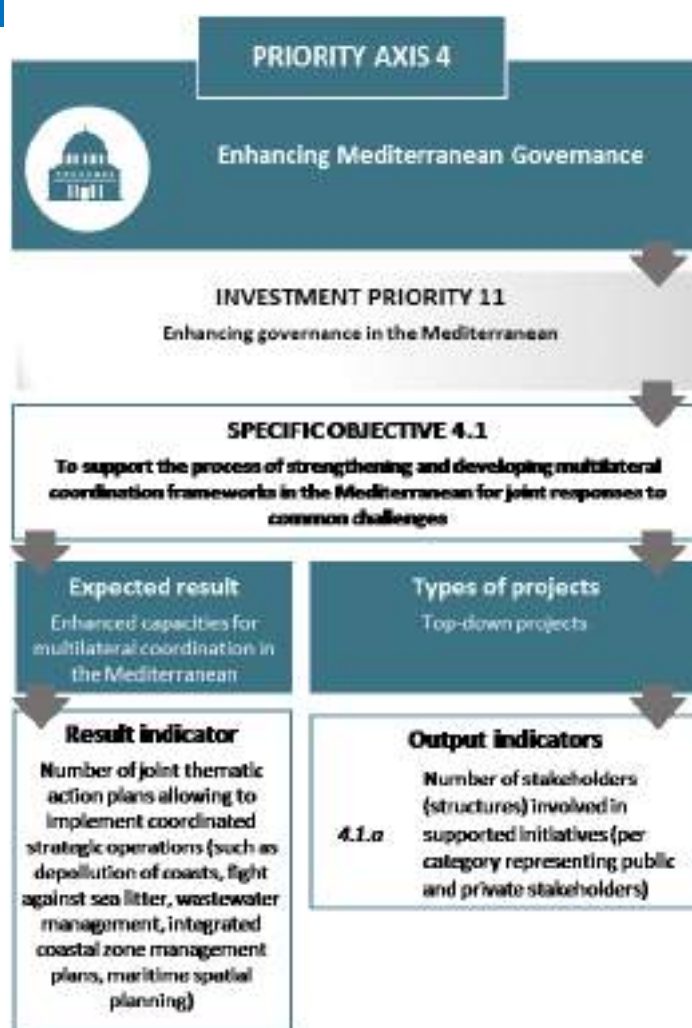 PRIORITY AXIS 4
Enhancing Mediterranean Governance
INVESTMENT PRIORITY 11
Enhancing governance in the Mediterranean
SPECIFIC OBJECTIVE 4.1
To support the process of strengthening and developing multilateral
coordination frameworks in the Mediterranean for joint responses to
common challenges
Expected result
Enhanced capacities for
multilateral coordination in
the Mediterranean
Types of projects
Top-down projects
Result indicator
Number of joint thematic
action plans allowing to
implement coordinated
strategic operations (such as
depollution of coasts, fight
against sea litter, wastewater
management, integrated
coastal zone management
plans, maritime spatial
planning)
Output indicators
4.1.a
Number of stakeholders
(structures) involved in
supported initiatives (per
category representing public
and private stakeholders)